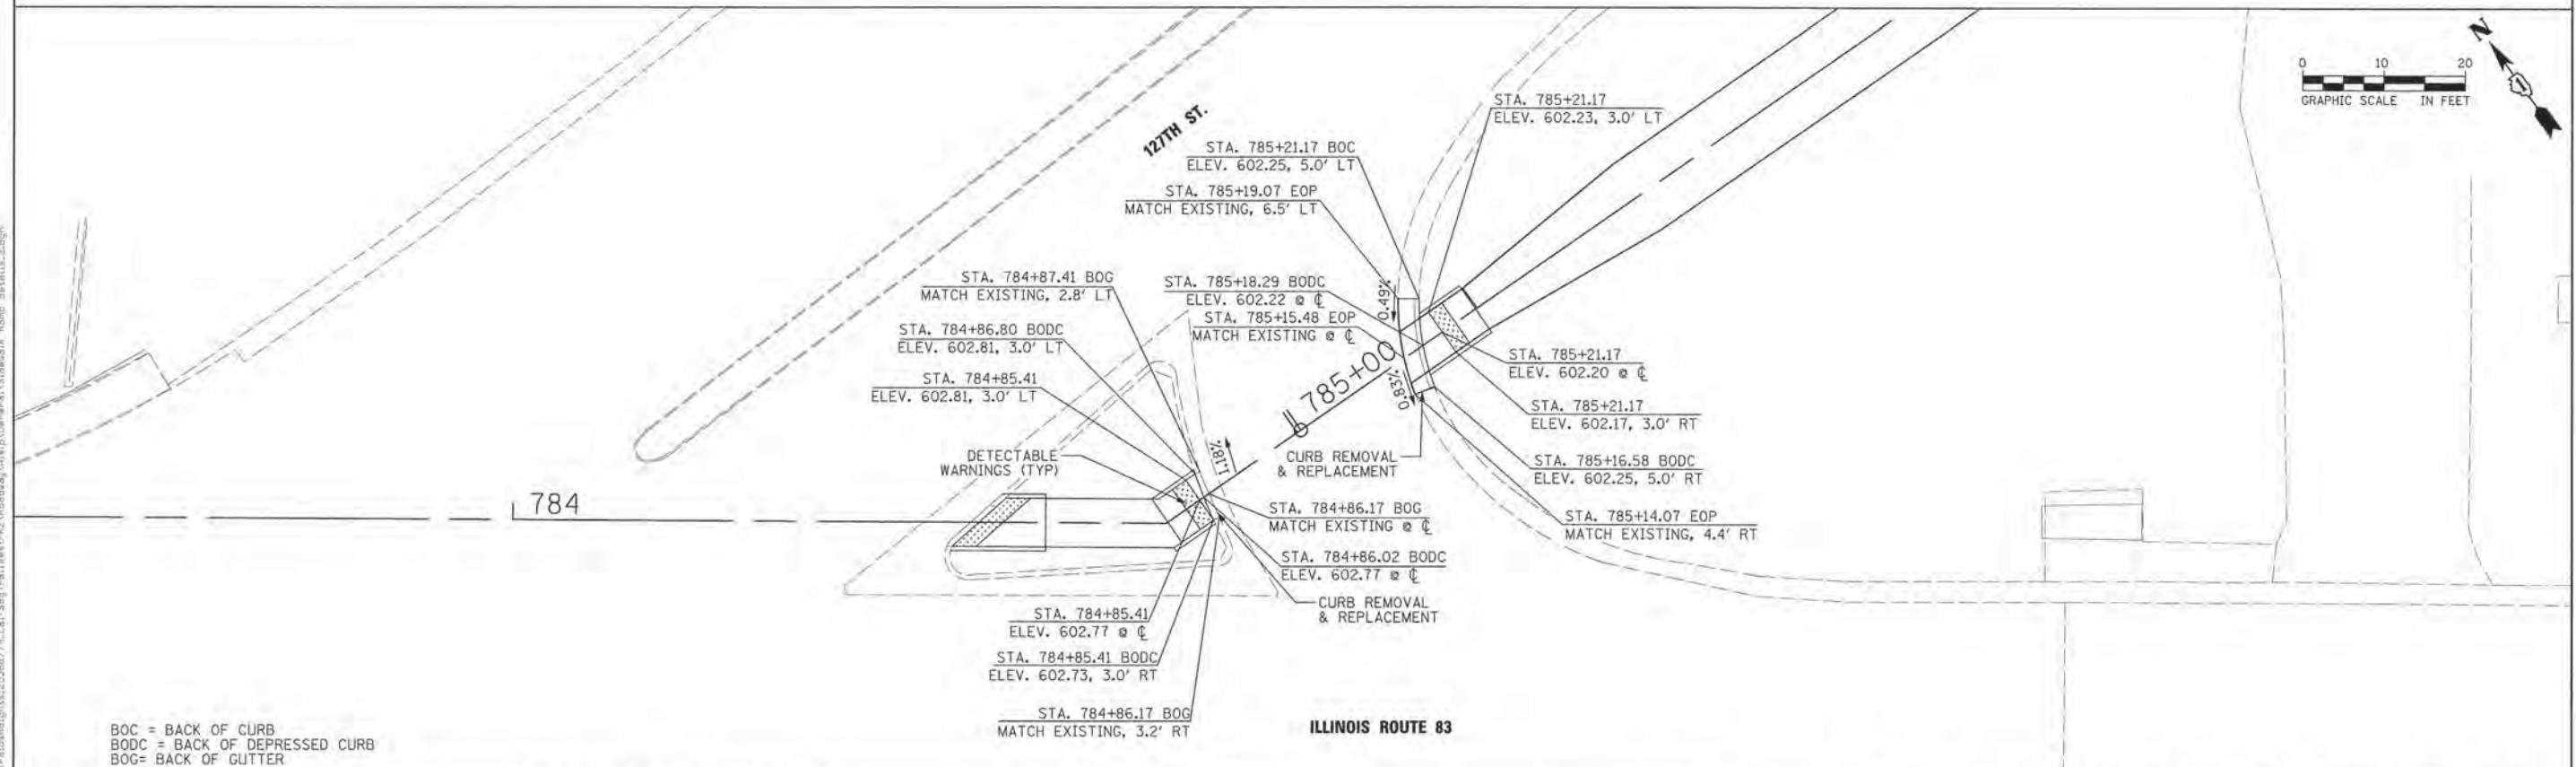 N
0 10 20
GRAPHIC SCALE IN FEET
127TH ST.
STA. 785+21.17
ELEV. 602.23, 3.0' LT
STA. 785+21.17 BOC
ELEV. 602.25, 5.0' LT
STA. 785+19.07 EOP
MATCH EXISTING, 6.5' LT
STA. 784+87.41 BOG
MATCH EXISTING, 2.8' LT
STA. 785+18.29 BODC
ELEV. 602.22 @ ℄
0.49%
STA. 785+15.48 EOP
MATCH EXISTING @ ℄
STA. 784+86.80 BODC
ELEV. 602.81, 3.0' LT
785+00
0.83%
STA. 785+21.17
ELEV. 602.20 @ ℄
STA. 784+85.41
ELEV. 602.81, 3.0' LT
STA. 785+21.17
ELEV. 602.17, 3.0' RT
DETECTABLE
WARNINGS (TYP)
1.18%
CURB REMOVAL
& REPLACEMENT
STA. 785+16.58 BODC
ELEV. 602.25, 5.0' RT
784
STA. 784+86.17 BOG
MATCH EXISTING @ ℄
STA. 785+14.07 EOP
MATCH EXISTING, 4.4' RT
STA. 784+86.02 BODC
ELEV. 602.77 @ ℄
CURB REMOVAL
& REPLACEMENT
STA. 784+85.41
ELEV. 602.77 @ ℄
STA. 784+85.41 BODC
ELEV. 602.73, 3.0' RT
STA. 784+86.17 BOG
MATCH EXISTING, 3.2' RT
ILLINOIS ROUTE 83
BOC = BACK OF CURB
BODC = BACK OF DEPRESSED CURB
BOG= BACK OF GUTTER